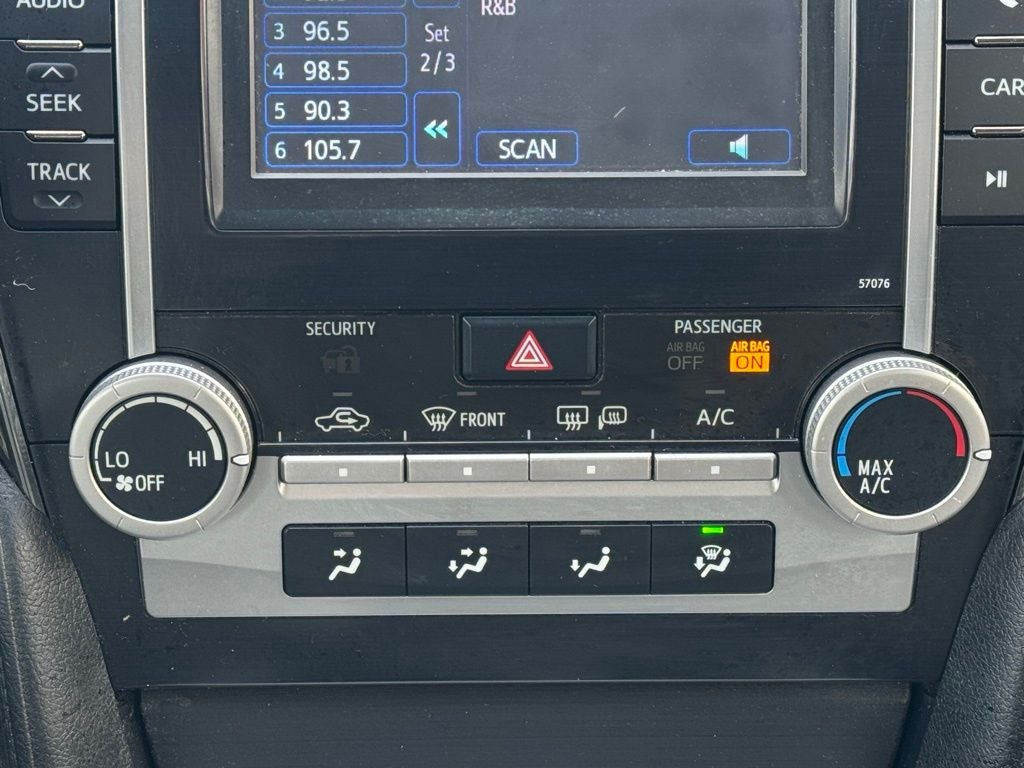 AUDIO
R&B
3 96.5
Set
2/3
4 98.5
5 90.3
6 105.7
SCAN
SEEK
TRACK
CAR
57076
SECURITY
PASSENGER
AIR BAG
OFF
AIR BAG
ON
FRONT
A/C
LO
HI
OFF
MAX
A/C